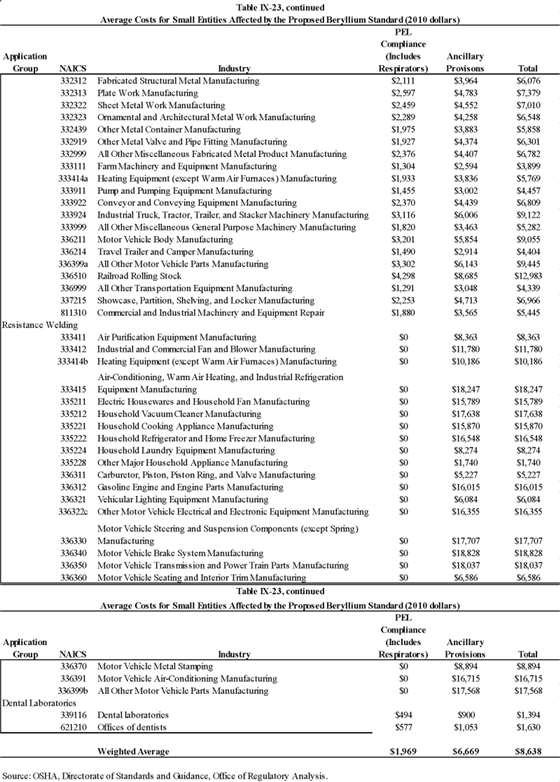 Table IX-23, continued
Average Costs for Small Entities Affected by the Proposed Beryllium Standard (2010 dollars)
PEL
Compliance
Application (Includes Ancillary
Group NAICS Industry Respirators) Provisons Total
332312 Fabricated Structural Metal Manufacturing $2,111 $3,964 $6,076
332313 Plate Work Manufacturing $2,597 $4,783 $7,379
332322 Sheet Metal Work Manufacturing $2,459 $4,552 $7,010
332323 Ornamental and Architectural Metal Work Manufacturing $2,289 $4,258 $6,548
332439 Other Metal Container Manufacturing $1,975 $3,883 $5,858
332919 Other Metal Valve and Pipe Fitting Manufacturing $1,927 $4,374 $6,301
332999 All Other Miscellaneous Fabricated Metal Product Manufacturing $2,376 $4,407 $6,782
333111 Farm Machinery and Equipment Manufacturing $1,304 $2,594 $3,899
333414a Heating Equipment (except Warm Air Furnaces) Manufacturing $1,933 $3,836 $5,769
333911 Pump and Pumping Equipment Manufacturing $1,455 $3,002 $4,457
333922 Conveyor and Conveying Equipment Manufacturing $2,370 $4,439 $6,809
333924 Industrial Truck, Tractor, Trailer, and Stacker Machinery Manufacturing $3,116 $6,006 $9,122
333999 All Other Miscellaneous General Purpose Machinery Manufacturing $1,820 $3,463 $5,282
336211 Motor Vehicle Body Manufacturing $3,201 $5,854 $9,055
336214 Travel Trailer and Camper Manufacturing $1,490 $2,914 $4,404
336399a All Other Motor Vehicle Parts Manufacturing $3,302 $6,143 $9,445
336510 Railroad Rolling Stock $4,298 $8,685 $12,983
336999 All Other Transportation Equipment Manufacturing $1,291 $3,048 $4,339
337215 Showcase, Partition, Shelving, and Locker Manufacturing $2,253 $4,713 $6,966
811310 Commercial and Industrial Machinery and Equipment Repair $1,880 $3,565 $5,445
Resistance Welding
333411 Air Purification Equipment Manufacturing $0 $8,363 $8,363
333412 Industrial and Commercial Fan and Blower Manufacturing $0 $11,780 $11,780
333414b Heating Equipment (except Warm Air Furnaces) Manufacturing $0 $10,186 $10,186
Air-Conditioning, Warm Air Heating, and Industrial Refrigeration
333415 Equipment Manufacturing $0 $18,247 $18,247
335211 Electric Housewares and Household Fan Manufacturing $0 $15,789 $15,789
335212 Household Vacuum Cleaner Manufacturing $0 $17,638 $17,638
335221 Household Cooking Appliance Manufacturing $0 $15,870 $15,870
335222 Household Refrigerator and Home Freezer Manufacturing $0 $16,548 $16,548
335224 Household Laundry Equipment Manufacturing $0 $8,274 $8,274
335228 Other Major Household Appliance Manufacturing $0 $1,740 $1,740
336311 Carburetor, Piston, Piston Ring, and Valve Manufacturing $0 $5,227 $5,227
336312 Gasoline Engine and Engine Parts Manufacturing $0 $16,015 $16,015
336321 Vehicular Lighting Equipment Manufacturing $0 $6,084 $6,084
336322c Other Motor Vehicle Electrical and Electronic Equipment Manufacturing $0 $16,355 $16,355
Motor Vehicle Steering and Suspension Components (except Spring)
336330 Manufacturing $0 $17,707 $17,707
336340 Motor Vehicle Brake System Manufacturing $0 $18,828 $18,828
336350 Motor Vehicle Transmission and Power Train Parts Manufacturing $0 $18,037 $18,037
336360 Motor Vehicle Seating and Interior Trim Manufacturing $0 $6,586 $6,586
Table IX-23, continued
Average Costs for Small Entities Affected by the Proposed Beryllium Standard (2010 dollars)
PEL
Compliance
Application (Includes Ancillary
Group NAICS Industry Respirators) Provisions Total
336370 Motor Vehicle Metal Stamping $0 $8,894 $8,894
336391 Motor Vehicle Air-Conditioning Manufacturing $0 $16,715 $16,715
336399b All Other Motor Vehicle Parts Manufacturing $0 $17,568 $17,568
Dental Laboratories
339116 Dental laboratories $494 $900 $1,394
621210 Offices of dentists $577 $1,053 $1,630
Weighted Average $1,969 $6,669 $8,638
Source: OSHA, Directorate of Standards and Guidance, Office of Regulatory Analysis.